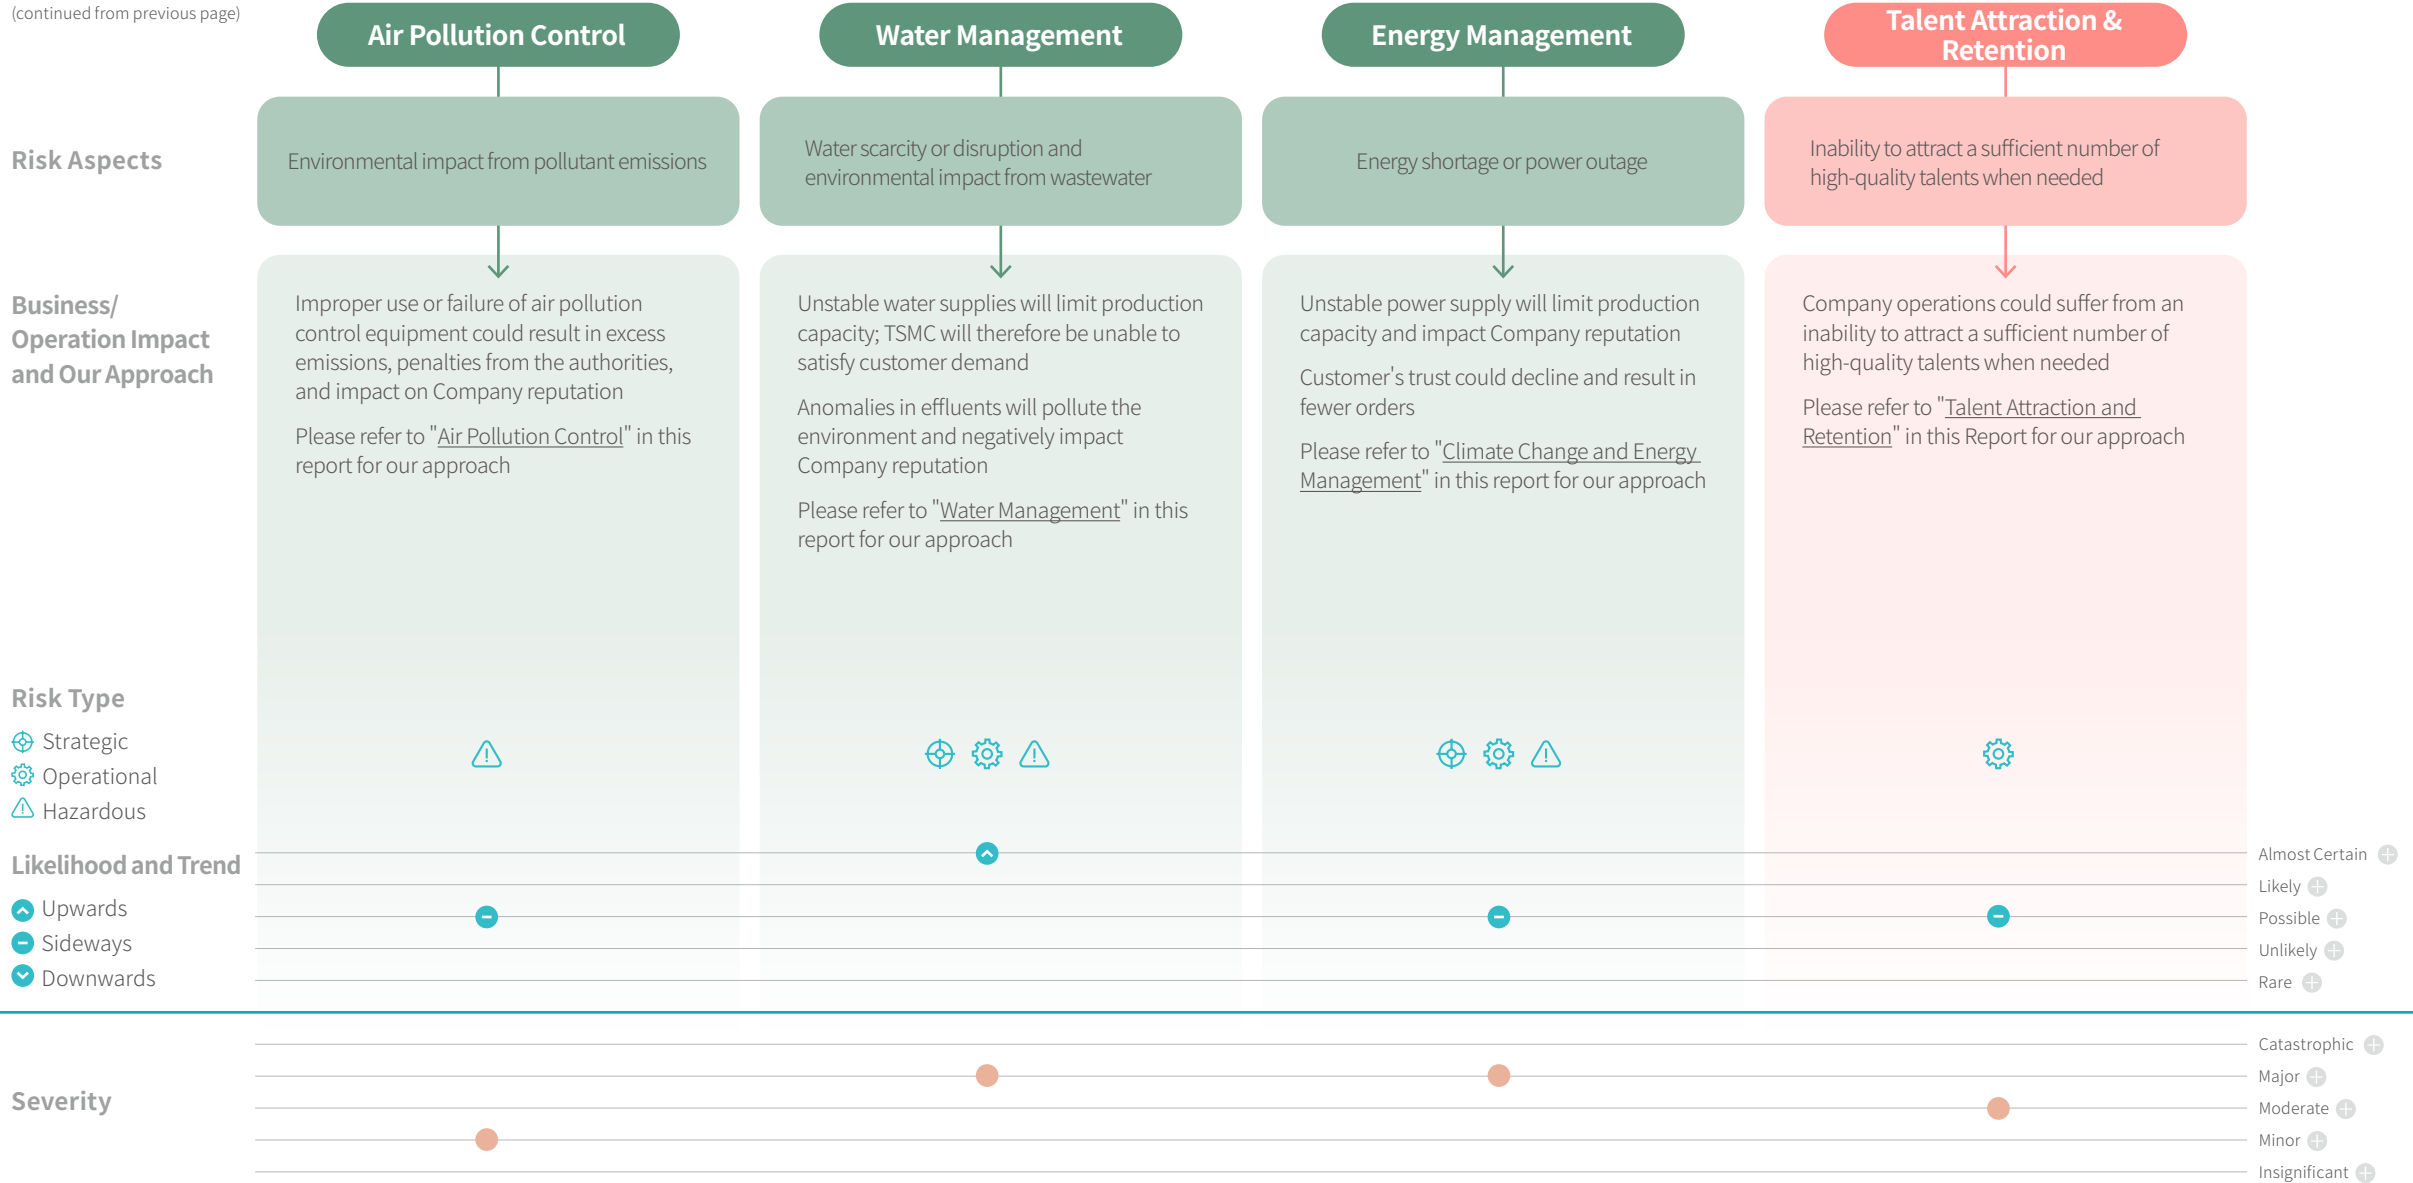 (continued from previous page)
Air Pollution Control
Water Management
Energy Management
Talent Attraction &
Retention
Risk Aspects
Environmental impact from pollutant emissions
Water scarcity or disruption and
environmental impact from wastewater
Energy shortage or power outage
Inability to attract a sufficient number of
high-quality talents when needed
Business/
Operation Impact
and Our Approach
Improper use or failure of air pollution
control equipment could result in excess
emissions, penalties from the authorities,
and impact on Company reputation
Please refer to "Air Pollution Control" in this
report for our approach
Unstable water supplies will limit production
capacity; TSMC will therefore be unable to
satisfy customer demand
Anomalies in effluents will pollute the
environment and negatively impact
Company reputation
Please refer to "Water Management" in this
report for our approach
Unstable power supply will limit production
capacity and impact Company reputation
Customer's trust could decline and result in
fewer orders
Please refer to "Climate Change and Energy
Management" in this report for our approach
Company operations could suffer from an
inability to attract a sufficient number of
high-quality talents when needed
Please refer to "Talent Attraction and
Retention" in this Report for our approach
Risk Type
Strategic
Operational
Hazardous
Likelihood and Trend
Upwards
Sideways
Downwards
Almost Certain
Likely
Possible
Unlikely
Rare
Severity
Catastrophic
Major
Moderate
Minor
Insignificant